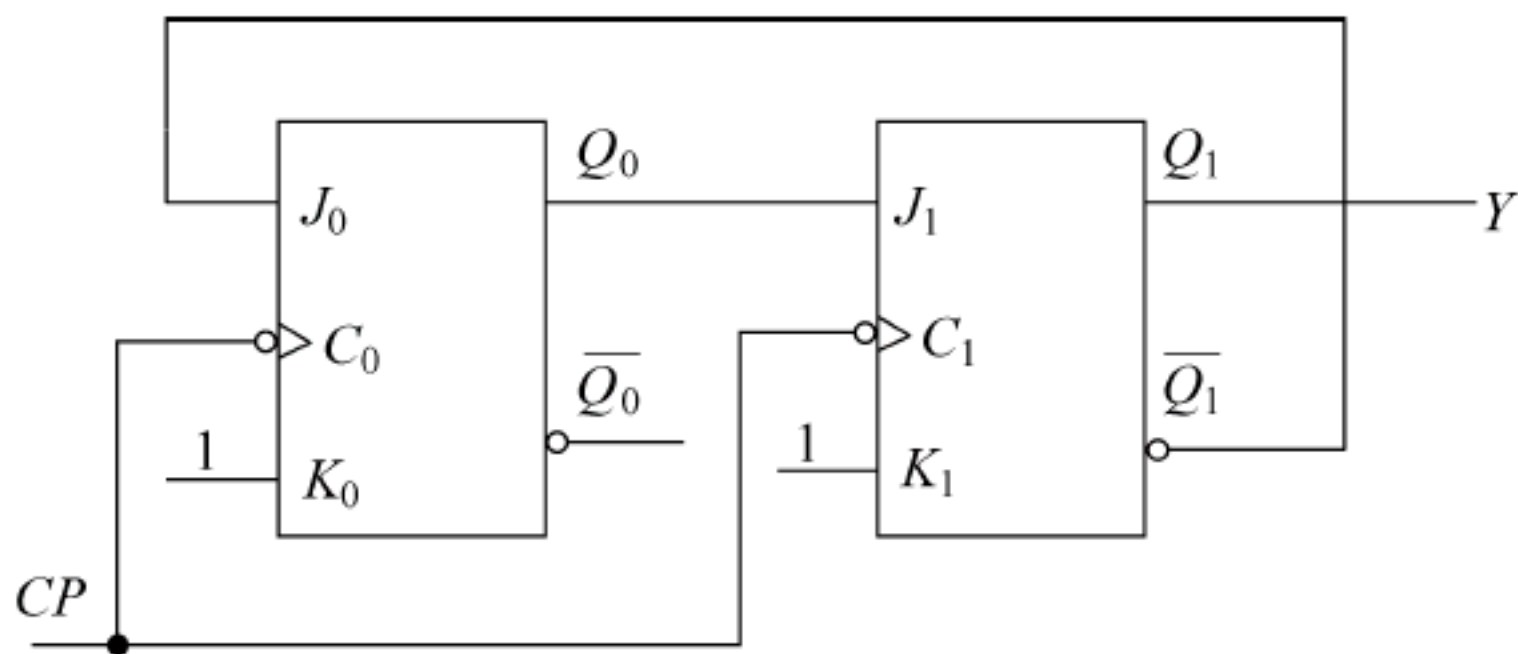 Q₀ Q₁
J₀ J₁ Y
C₀ C₁
Q̅₀ Q̅₁
1 K₀ 1 K₁
CP